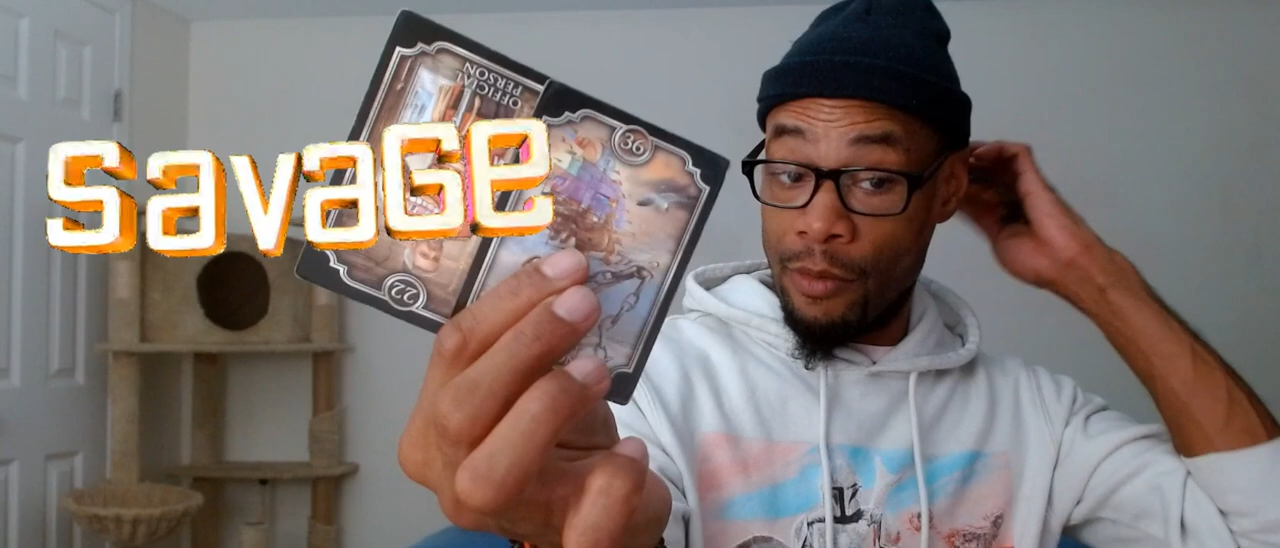 savaGe
OFFICIAL
PERSON
36
22